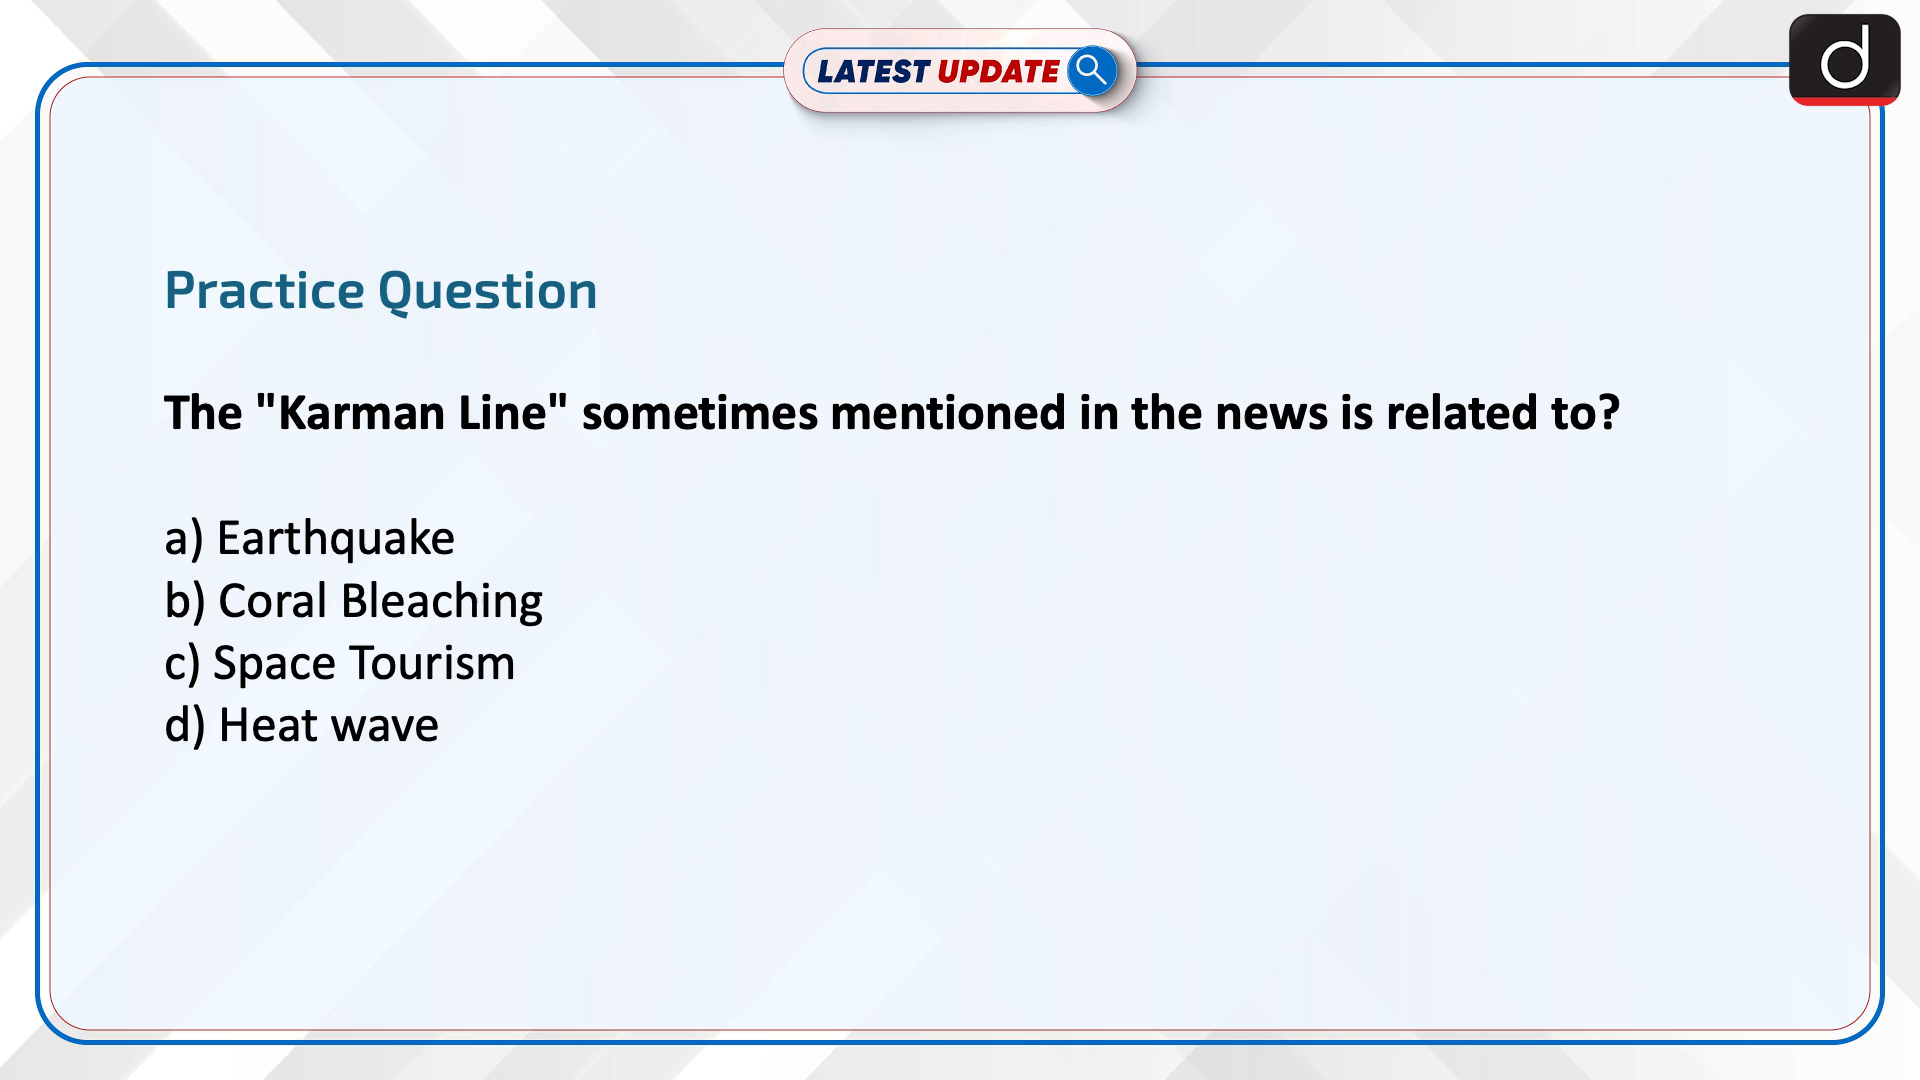 LATEST UPDATE
d
Practice Question
The "Karman Line" sometimes mentioned in the news is related to?
a) Earthquake
b) Coral Bleaching
c) Space Tourism
d) Heat wave